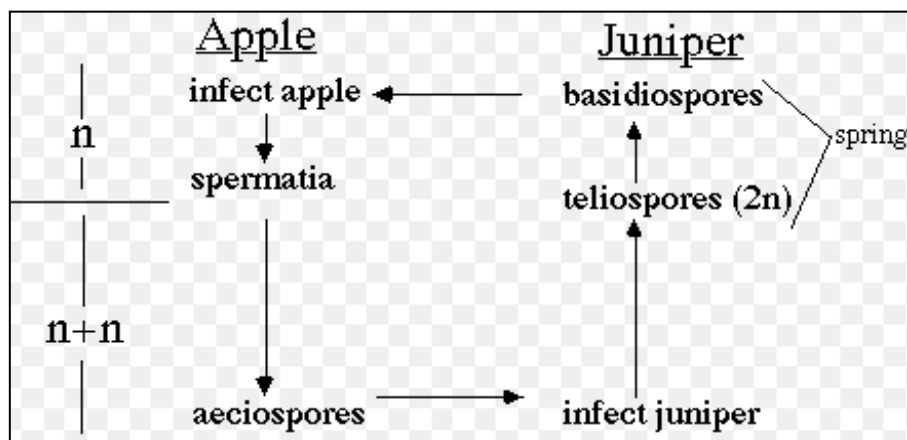 Apple Juniper
infect apple basidiospores
n spring
spermatia teliospores (2n)
n+n
aeciospores infect juniper